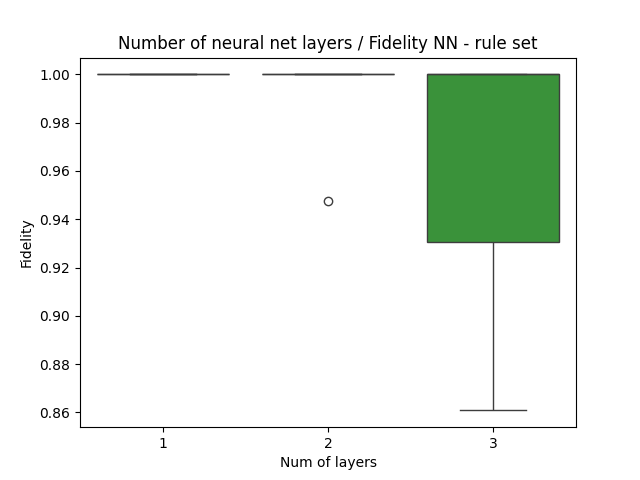 Number of neural net layers / Fidelity NN - rule set
1.00
0.98
0.96
0.94
0.92
0.90
0.88
0.86
Fidelity
1 2 3
Num of layers